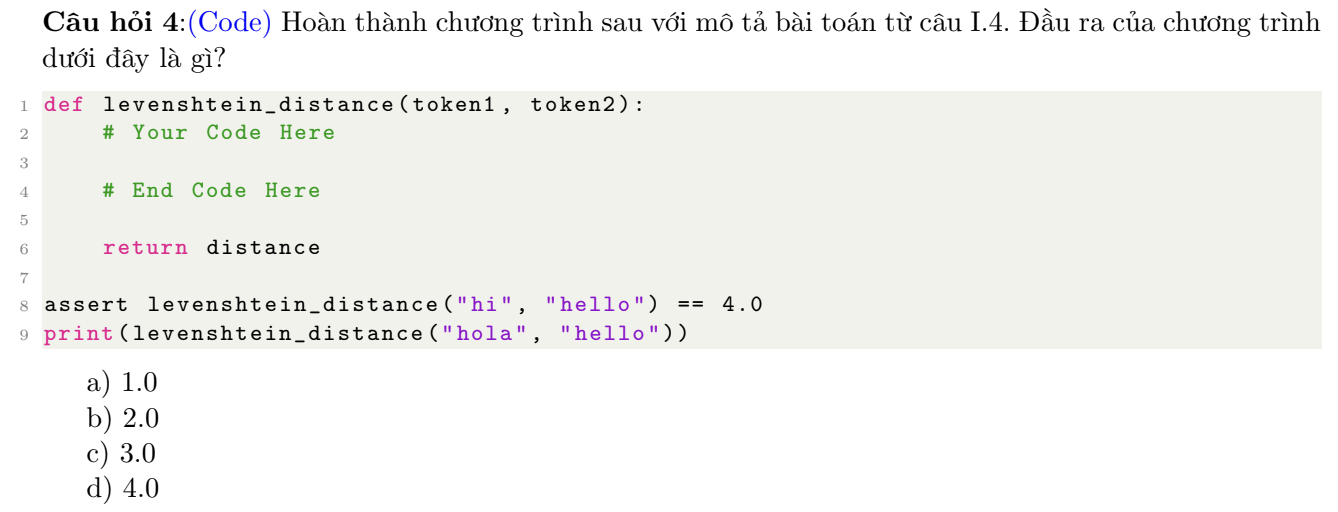 Câu hỏi 4:(Code) Hoàn thành chương trình sau với mô tả bài toán từ câu I.4. Đầu ra của chương trình
dưới đây là gì?
1 def levenshtein_distance(token1, token2):
2     # Your Code Here
3
4     # End Code Here
5
6     return distance
7
8 assert levenshtein_distance("hi", "hello") == 4.0
9 print(levenshtein_distance("hola", "hello"))
a) 1.0
b) 2.0
c) 3.0
d) 4.0